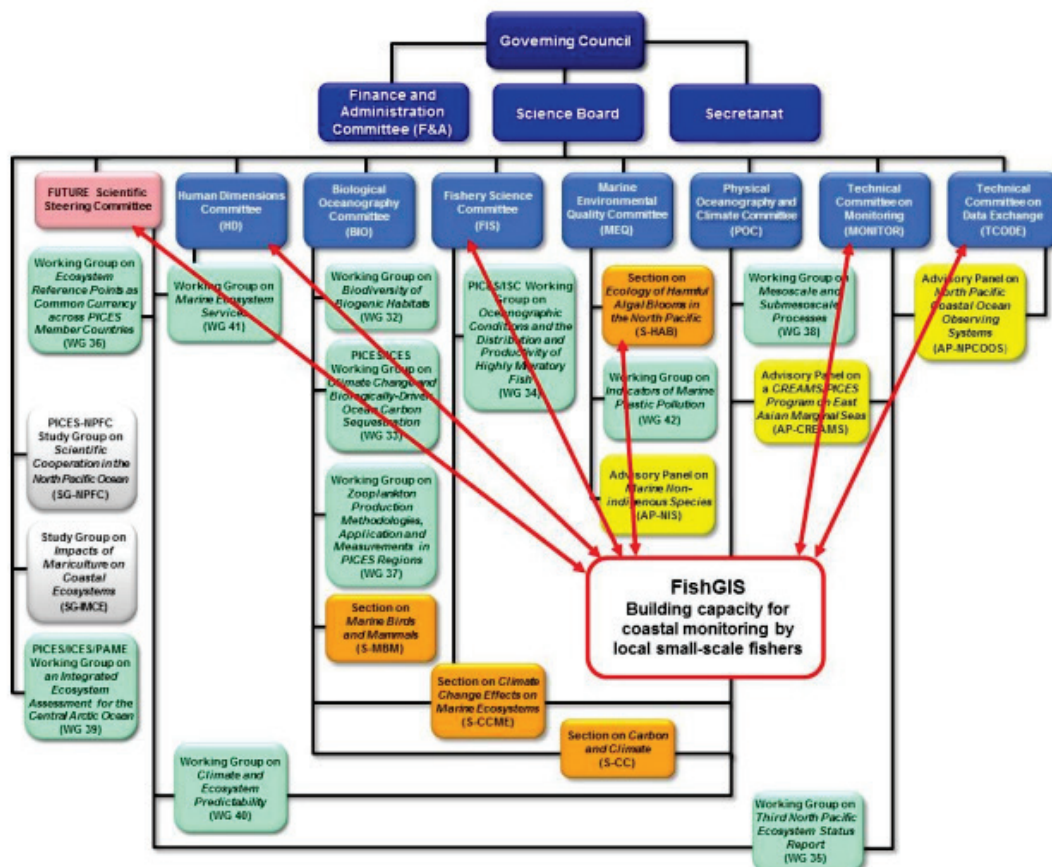 Governing Council
Finance and
Administration
Committee (F&A)
Science Board
Secretanat
FUTURE Scientific
Steering Committee
Human Dimensions
Committee
(HD)
Biological
Oceanography
Committee
(BIO)
Fishery Science
Committee
(FIS)
Marine
Environmental
Quality Committee
(MEQ)
Physical
Oceanography and
Climate Committee
(POC)
Technical
Committee on
Monitoring
(MONITOR)
Technical
Committee on
Data Exchange
(TCODE)
Working Group on
Ecosystem
Reference Points as
Common Currency
across PICES
Member Countries
(WG 36)
Working Group on
Marine Ecosystem
Services
(WG 41)
Working Group on
Biodiversity of
Biogenic Habitats
(WG 32)
PICES/ISC Working
Group on
Oceanographic
Conditions and the
Distribution and
Productivity of
Highly Migratory
Fish
(WG 34)
Section on
Ecology of Harmful
Algal Blooms in
the North Pacific
(S-HAB)
Working Group on
Mesoscale and
Submesoscale
Processes
(WG 38)
Advisory Panel on
North Pacific
Coastal Ocean
Observing
Systems
(AP-NPCOOS)
PICES/ICES
Working Group on
Climate Change and
Biologically-Driven
Ocean Carbon
Sequestration
(WG 33)
Working Group on
Indicators of Marine
Plastic Pollution
(WG 42)
Advisory Panel on
a CREAMS/PICES
Program on East
Asian Marginal Seas
(AP-CREAMS)
PICES-NPFC
Study Group on
Scientific
Cooperation in the
North Pacific Ocean
(SG-NPFC)
Working Group on
Zooplankton
Production
Methodologies,
Application and
Measurements in
PICES Regions
(WG 37)
Advisory Panel on
Marine Non-
indigenous Species
(AP-NIS)
Study Group on
Impacts of
Mariculture on
Coastal Ecosystems
(SG-IMCE)
FishGIS
Building capacity for
coastal monitoring by
local small-scale fishers
Section on
Marine Birds and
Mammals
(S-MBM)
PICES/ICES/PAME
Working Group on
an Integrated
Ecosystem
Assessment for the
Central Arctic Ocean
(WG 39)
Section on Climate
Change Effects on
Marine Ecosystems
(S-CCME)
Section on Carbon
and Climate
(S-CC)
Working Group on
Climate and
Ecosystem
Predictability
(WG 40)
Working Group on
Third North Pacific
Ecosystem Status
Report
(WG 35)